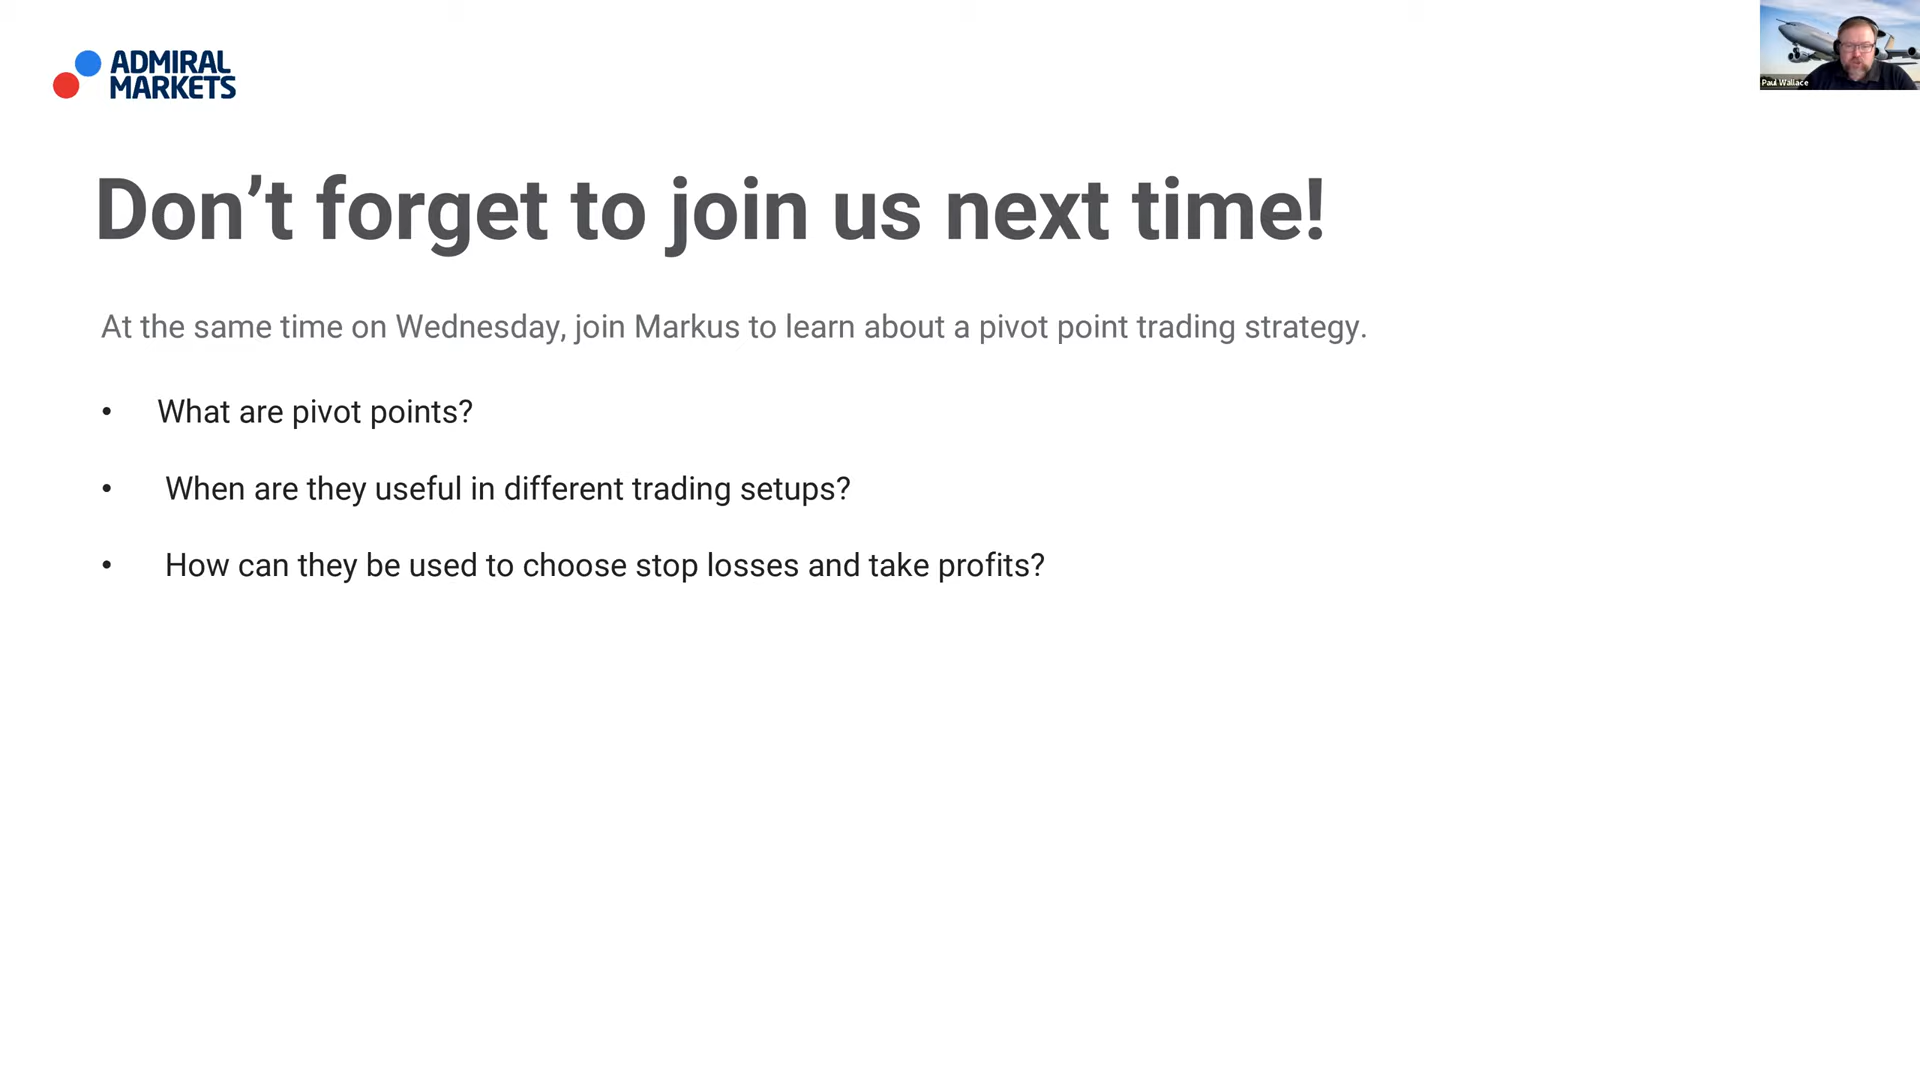 ADMIRAL
MARKETS
Paul Wallace
Don’t forget to join us next time!
At the same time on Wednesday, join Markus to learn about a pivot point trading strategy.
• What are pivot points?
• When are they useful in different trading setups?
• How can they be used to choose stop losses and take profits?